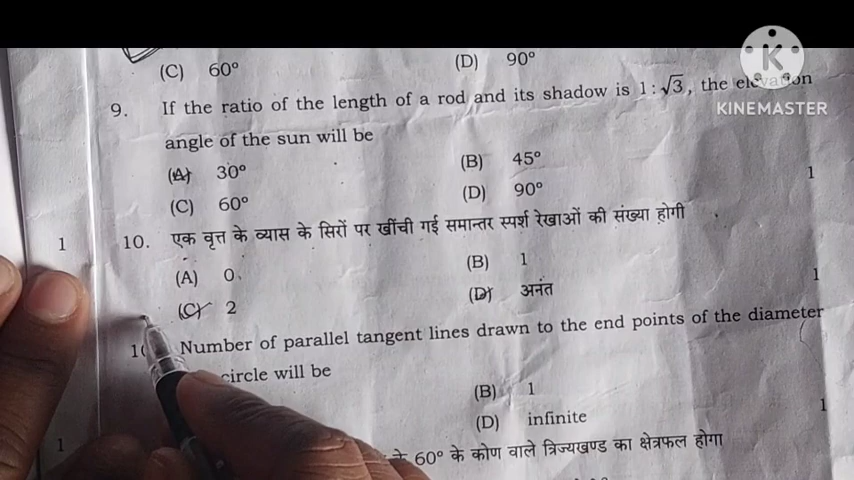 (C) 60° (D) 90°
9. If the ratio of the length of a rod and its shadow is 1 : √3, the elevation
angle of the sun will be
(A) 30° (B) 45°
(C) 60° (D) 90°
1
1 10. एक वृत्त के व्यास के सिरों पर खींची गई समान्तर स्पर्श रेखाओं की संख्या होगी
(A) 0 (B) 1
(C) 2 (D) अनंत
1
Number of parallel tangent lines drawn to the end points of the diameter
circle will be
(B) 1
(D) infinite
1
1 60° के कोण वाले त्रिज्यखण्ड का क्षेत्रफल होगा
K
KINEMASTER